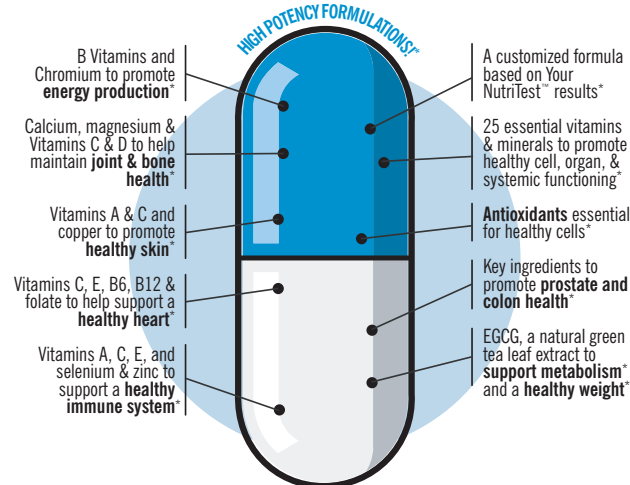 HIGH POTENCY FORMULATIONS!*
B Vitamins and
Chromium to promote
energy production*
Calcium, magnesium &
Vitamins C & D to help
maintain joint & bone
health*
Vitamins A & C and
copper to promote
healthy skin*
Vitamins C, E, B6, B12 &
folate to help support a
healthy heart*
Vitamins A, C, E, and
selenium & zinc to
support a healthy
immune system*
A customized formula
based on Your
NutriTest™ results*
25 essential vitamins
& minerals to promote
healthy cell, organ, &
systemic functioning*
Antioxidants essential
for healthy cells*
Key ingredients to
promote prostate and
colon health*
EGCG, a natural green
tea leaf extract to
support metabolism*
and a healthy weight*